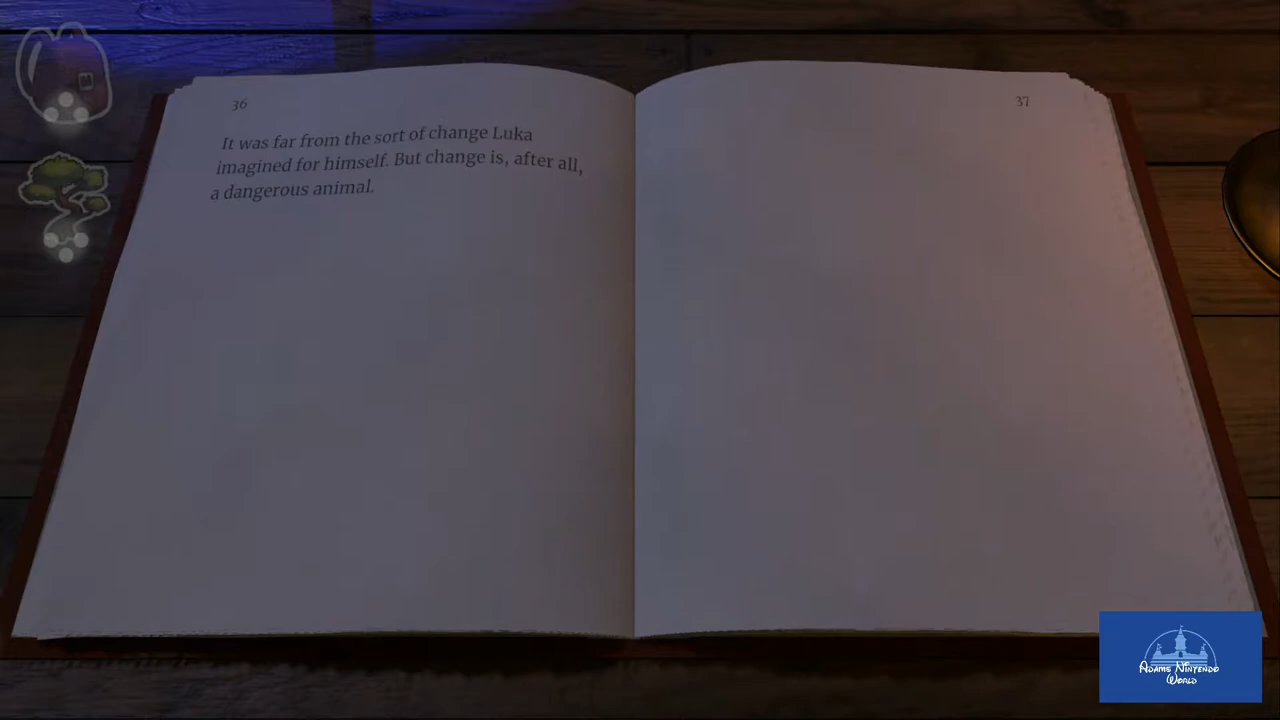 36
37
It was far from the sort of change Luka
imagined for himself. But change is, after all,
a dangerous animal.
ADAMS NINTENDO
WORLD